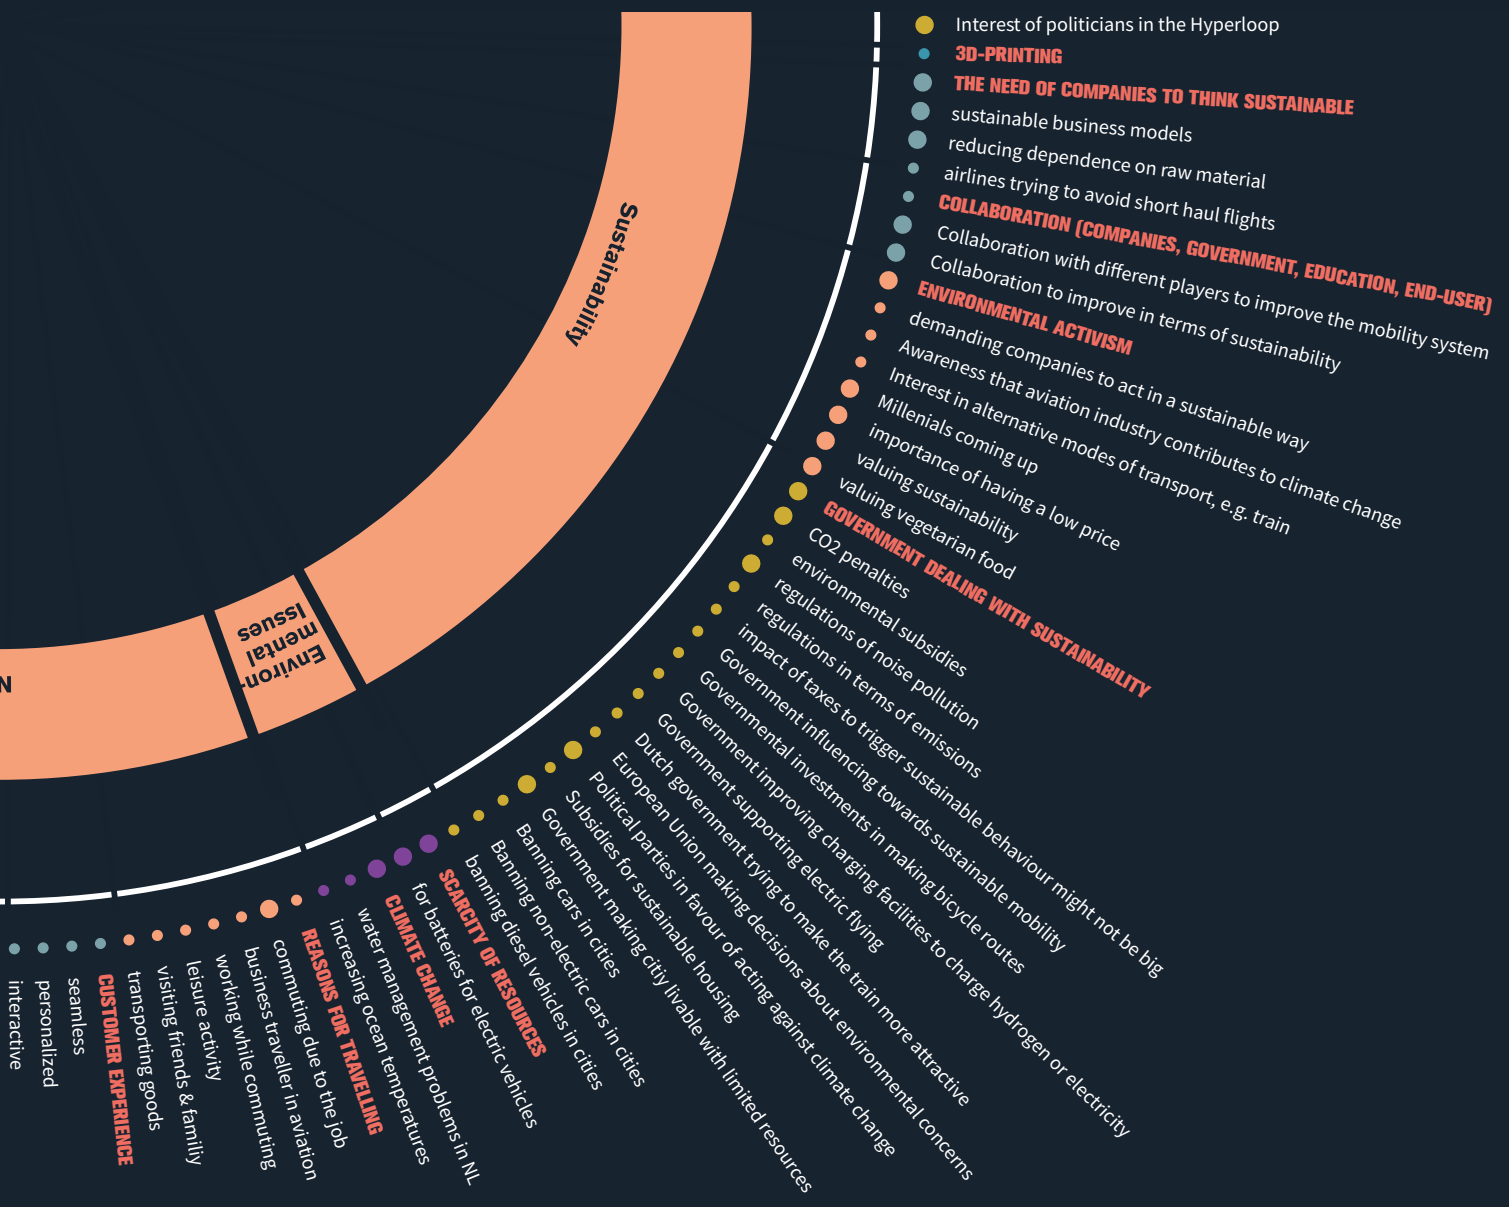 Interest of politicians in the Hyperloop
3D-PRINTING
THE NEED OF COMPANIES TO THINK SUSTAINABLE
sustainable business models
reducing dependence on raw material
airlines trying to avoid short haul flights
COLLABORATION (COMPANIES, GOVERNMENT, EDUCATION, END-USER)
Collaboration with different players to improve the mobility system
Collaboration to improve in terms of sustainability
ENVIRONMENTAL ACTIVISM
demanding companies to act in a sustainable way
Awareness that aviation industry contributes to climate change
Interest in alternative modes of transport, e.g. train
Millenials coming up
importance of having a low price
valuing sustainability
valuing vegetarian food
GOVERNMENT DEALING WITH SUSTAINABILITY
CO2 penalties
environmental subsidies
regulations of noise pollution
regulations in terms of emissions
impact of taxes to trigger sustainable behaviour might not be big
Government influencing towards sustainable mobility
Governmental investments in making bicycle routes
Government improving charging facilities to charge hydrogen or electricity
Government supporting electric flying
Dutch government trying to make the train more attractive
European Union making decisions about environmental concerns
Political parties in favour of acting against climate change
Subsidies for sustainable housing
Government making citiy livable with limited resources
Banning cars in cities
Banning non-electric cars in cities
banning diesel vehicles in cities
SCARCITY OF RESOURCES
for batteries for electric vehicles
CLIMATE CHANGE
water management problems in NL
increasing ocean temperatures
REASONS FOR TRAVELLING
commuting due to the job
business traveller in aviation
working while commuting
leisure activity
visiting friends & familiy
transporting goods
CUSTOMER EXPERIENCE
seamless
personalized
interactive
Sustainability
Environ-
mental
Issues
N